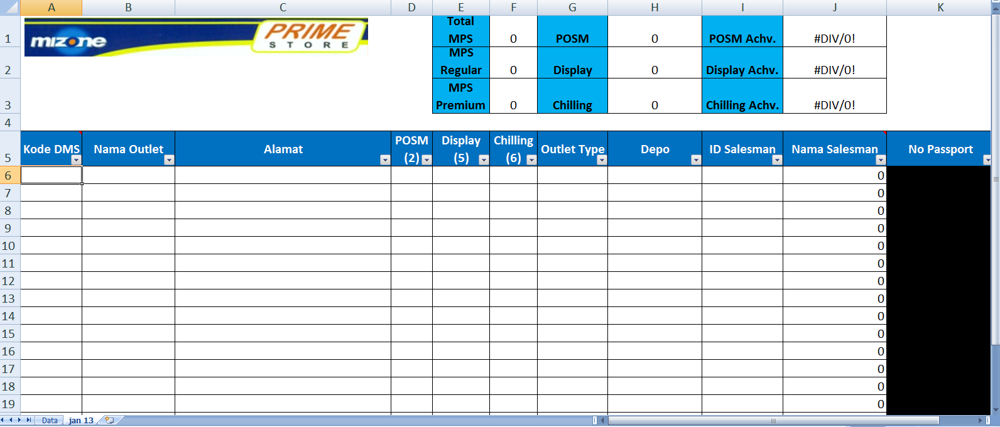 A B C D E F G H I J K
mizone PRIME
STORE
1 Total MPS 0 POSM 0 POSM Achv. #DIV/0!
2 MPS Regular 0 Display 0 Display Achv. #DIV/0!
3 MPS Premium 0 Chilling 0 Chilling Achv. #DIV/0!
4
5 Kode DMS Nama Outlet Alamat POSM (2) Display (5) Chilling (6) Outlet Type Depo ID Salesman Nama Salesman No Passport
6 0
7 0
8 0
9 0
10 0
11 0
12 0
13 0
14 0
15 0
16 0
17 0
18 0
19 0
Data jan 13